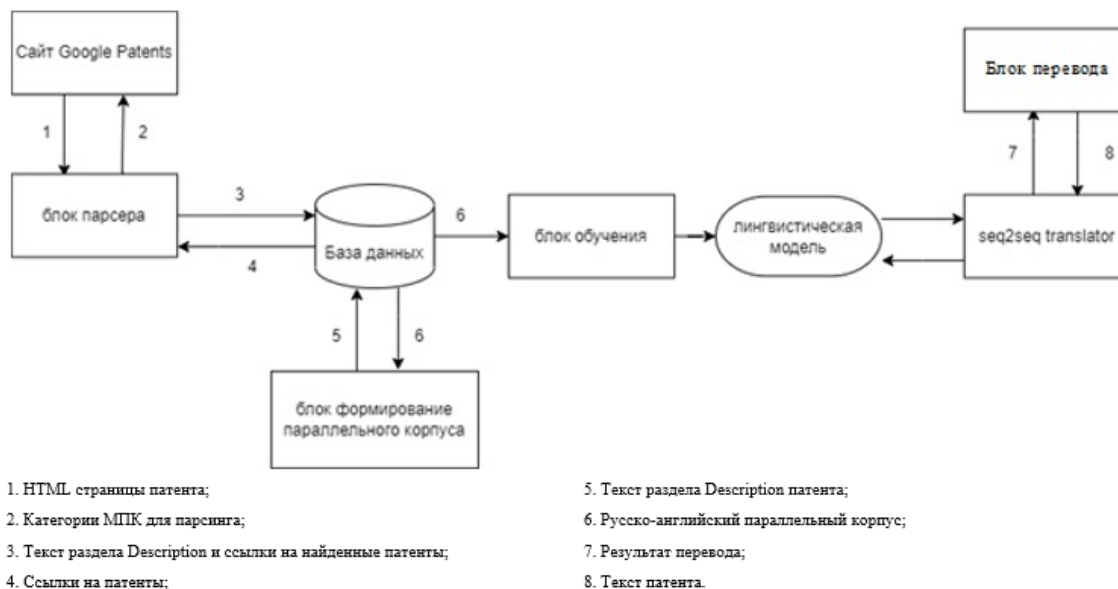 Сайт Google Patents
Блок перевода
1
2
7
8
блок парсера
3
4
База данных
6
блок обучения
лингвистическая
модель
seq2seq translator
5
6
блок формирование
параллельного корпуса
1. HTML страницы патента;
2. Категории МПК для парсинга;
3. Текст раздела Description и ссылки на найденные патенты;
4. Ссылки на патенты;
5. Текст раздела Description патента;
6. Русско-английский параллельный корпус;
7. Результат перевода;
8. Текст патента.